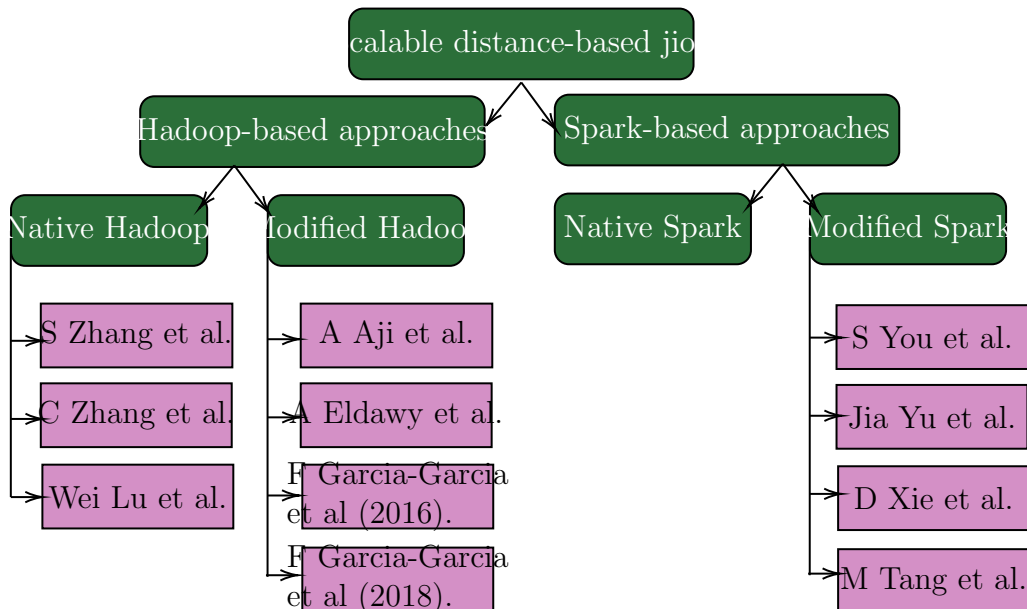 calable distance-based jio
Hadoop-based approaches
Spark-based approaches
Native Hadoop
Modified Hadoo
Native Spark
Modified Spark
S Zhang et al.
A Aji et al.
S You et al.
C Zhang et al.
A Eldawy et al.
Jia Yu et al.
Wei Lu et al.
F Garcia-Garcia
et al (2016).
D Xie et al.
F Garcia-Garcia
et al (2018).
M Tang et al.